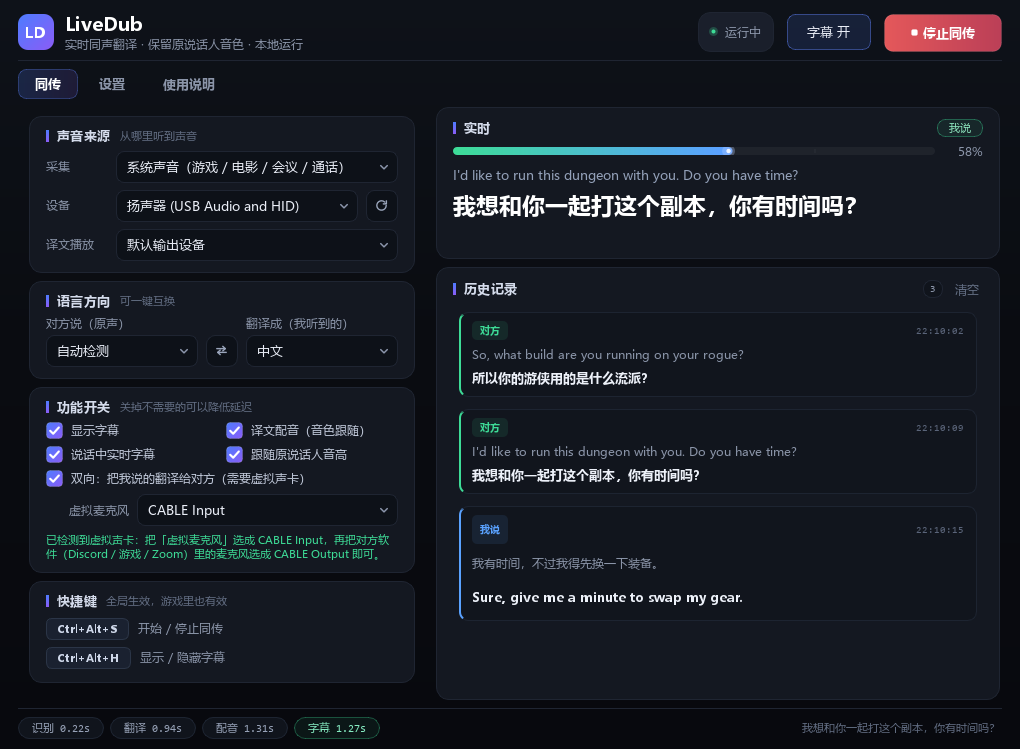 LD
LiveDub
实时同声翻译 · 保留原说话人音色 · 本地运行
运行中
字幕 开
停止同传
同传
设置
使用说明
声音来源 从哪里听到声音
采集
系统声音（游戏 / 电影 / 会议 / 通话）
设备
扬声器 (USB Audio and HID)
译文播放
默认输出设备
语言方向 可一键互换
对方说（原声）
翻译成（我听到的）
自动检测
⇄
中文
功能开关 关掉不需要的可以降低延迟
显示字幕
译文配音（音色跟随）
说话中实时字幕
跟随原说话人音高
双向：把我说的翻译给对方（需要虚拟声卡）
虚拟麦克风
CABLE Input
已检测到虚拟声卡：把「虚拟麦克风」选成 CABLE Input，再把对方软
件（Discord / 游戏 / Zoom）里的麦克风选成 CABLE Output 即可。
快捷键 全局生效，游戏里也有效
Ctrl+Alt+S 开始 / 停止同传
Ctrl+Alt+H 显示 / 隐藏字幕
实时
我说
58%
I'd like to run this dungeon with you. Do you have time?
我想和你一起打这个副本，你有时间吗？
历史记录
3
清空
对方
22:10:02
So, what build are you running on your rogue?
所以你的游侠用的是什么流派？
对方
22:10:09
I'd like to run this dungeon with you. Do you have time?
我想和你一起打这个副本，你有时间吗？
我说
22:10:15
我有时间，不过我得先换一下装备。
Sure, give me a minute to swap my gear.
识别 0.22s
翻译 0.94s
配音 1.31s
字幕 1.27s
我想和你一起打这个副本，你有时间吗？